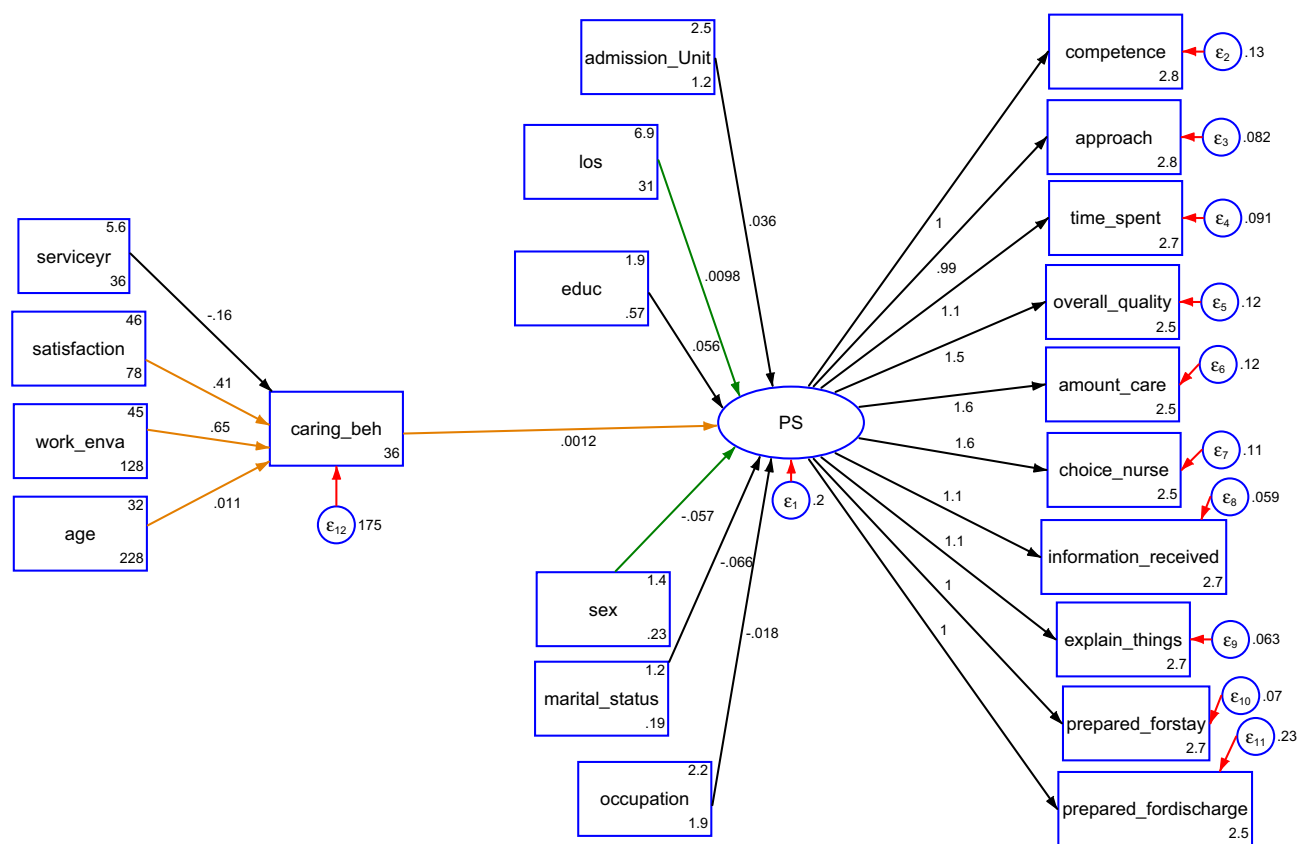 5.6
serviceyr
36
-.16
46
satisfaction
78
.41
45
work_enva
128
.65
32
age
228
.011
caring_beh
36
ε12
175
.0012
2.5
admission_Unit
1.2
.036
6.9
los
31
.0098
1.9
educ
.57
.056
PS
ε1
.2
1.4
sex
.23
-.057
1.2
marital_status
.19
-.066
2.2
occupation
1.9
-.018
1
competence
2.8
ε2
.13
.99
approach
2.8
ε3
.082
1.1
time_spent
2.7
ε4
.091
1.5
overall_quality
2.5
ε5
.12
1.6
amount_care
2.5
ε6
.12
1.6
choice_nurse
2.5
ε7
.11
1.1
information_received
2.7
ε8
.059
1.1
explain_things
2.7
ε9
.063
1
prepared_forstay
2.7
ε10
.07
1
prepared_fordischarge
2.5
ε11
.23